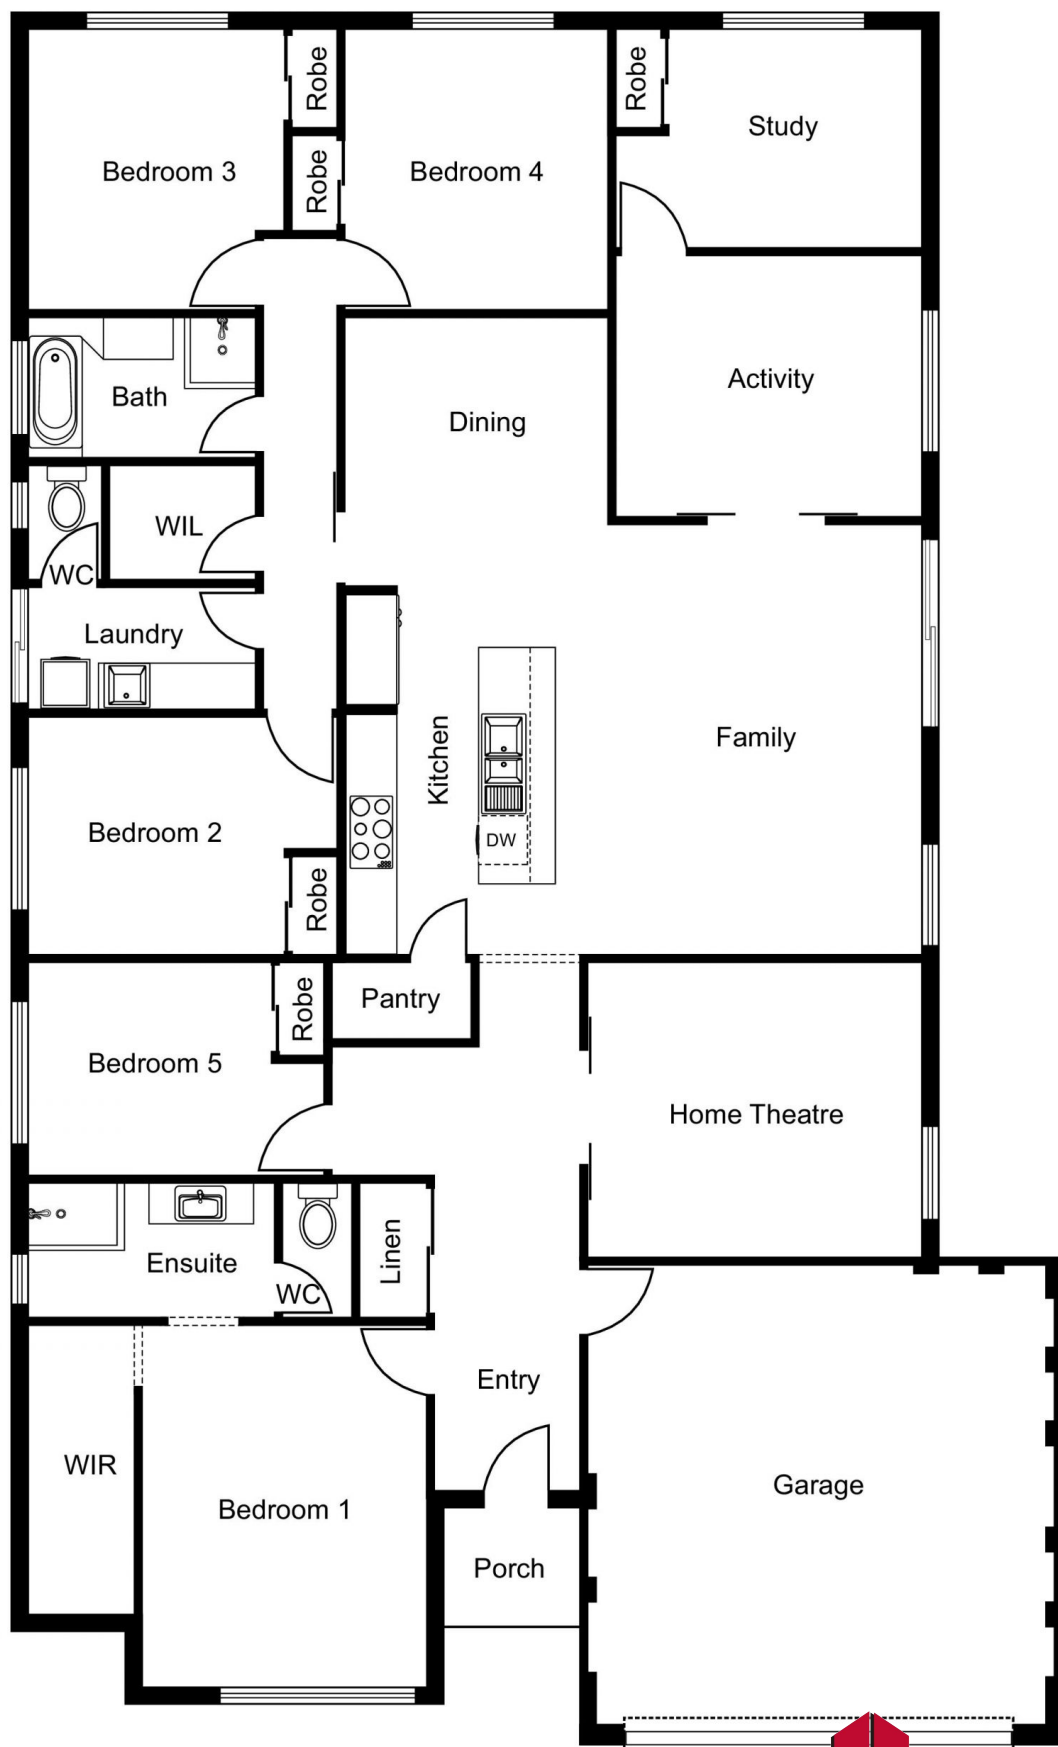 Robe
Robe
Study
Bedroom 3
Bedroom 4
Robe
Activity
Bath
Dining
WIL
WC
Laundry
Kitchen
Family
Bedroom 2
DW
Robe
Robe
Pantry
Bedroom 5
Home Theatre
Linen
Ensuite
WC
Entry
WIR
Garage
Bedroom 1
Porch